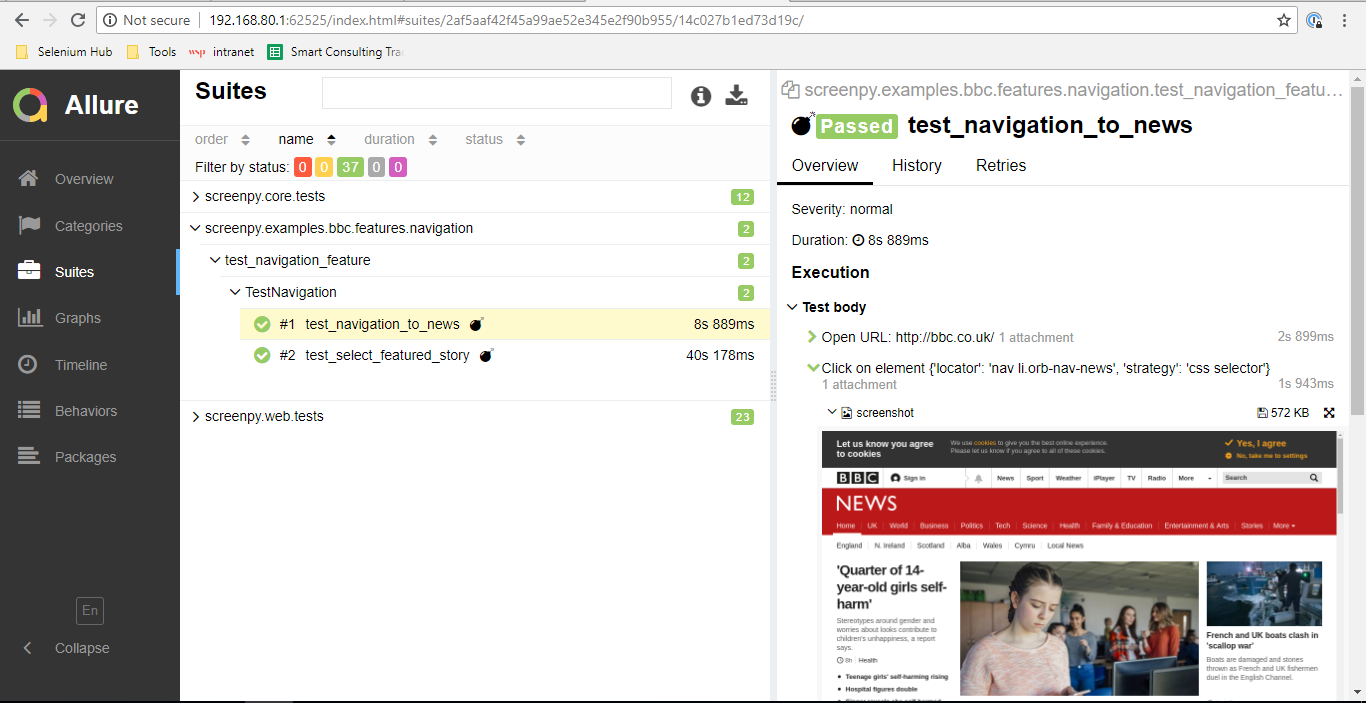 Not secure 192.168.80.1:62525/index.html#suites/2af5aaf42f45a99ae52e345e2f90b955/14c027b1ed73d19c/
Selenium Hub Tools wsp intranet Smart Consulting Tra
Allure
Overview
Categories
Suites
Graphs
Timeline
Behaviors
Packages
En
Collapse
Suites
order name duration status
Filter by status: 0 0 37 0 0
screenpy.core.tests 12
screenpy.examples.bbc.features.navigation 2
test_navigation_feature 2
TestNavigation 2
#1 test_navigation_to_news 8s 889ms
#2 test_select_featured_story 40s 178ms
screenpy.web.tests 23
screenpy.examples.bbc.features.navigation.test_navigation_featu...
Passed test_navigation_to_news
Overview History Retries
Severity: normal
Duration: 8s 889ms
Execution
Test body
Open URL: http://bbc.co.uk/ 1 attachment 2s 899ms
Click on element {'locator': 'nav li.orb-nav-news', 'strategy': 'css selector'}
1 attachment 1s 943ms
screenshot 572 KB
Let us know you agree
to cookies
We use cookies to give you the best online experience.
Please let us know if you agree to all of these cookies.
Yes, I agree
No, take me to settings
BBC Sign in News Sport Weather iPlayer TV Radio More Search
NEWS
Home UK World Business Politics Tech Science Health Family & Education Entertainment & Arts Stories More
England N. Ireland Scotland Alba Wales Cymru Local News
'Quarter of 14-
year-old girls self-
harm'
Stereotypes around gender and
worries about looks contribute to
children's unhappiness, a report
says.
8h Health
Teenage girls' self-harming rising
Hospital figures double
French and UK boats clash in
'scallop war'
Boats are damaged and stones
thrown as French and UK fishermen
duel in the English Channel.